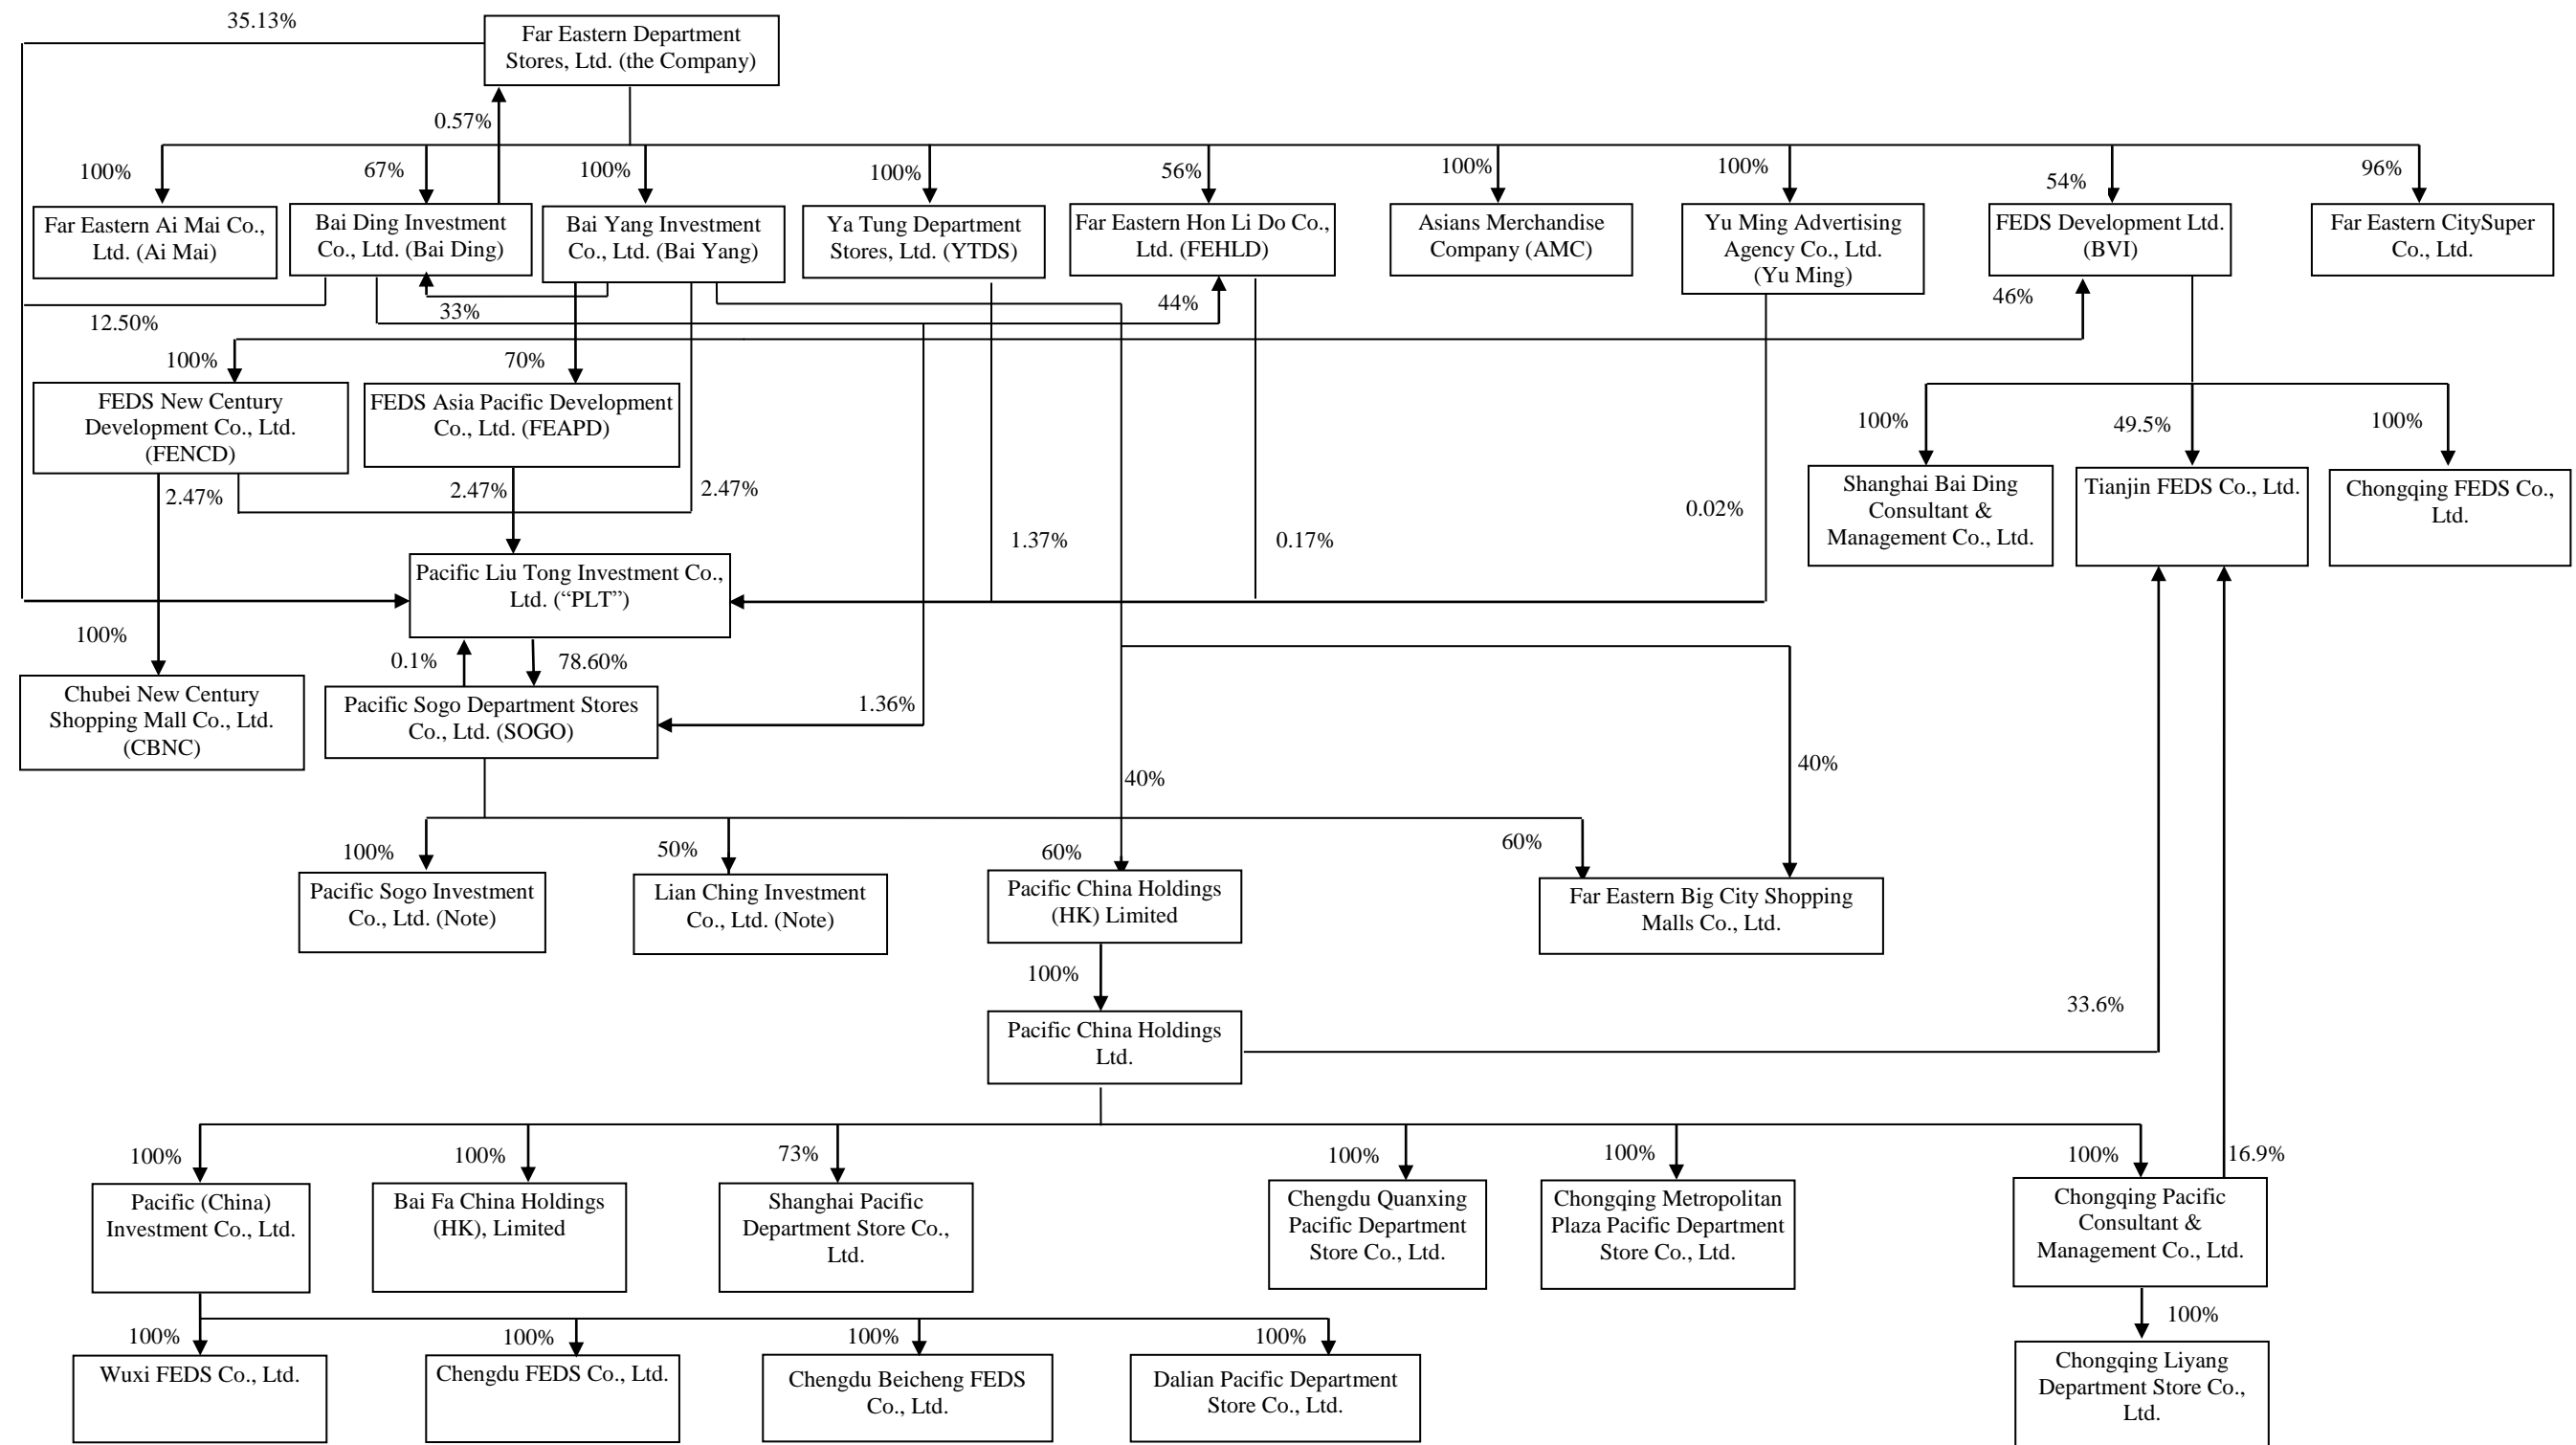 35.13%
Far Eastern Department
Stores, Ltd. (the Company)
0.57%
100%
67%
100%
100%
56%
100%
100%
54%
96%
Far Eastern Ai Mai Co.,
Ltd. (Ai Mai)
Bai Ding Investment
Co., Ltd. (Bai Ding)
Bai Yang Investment
Co., Ltd. (Bai Yang)
Ya Tung Department
Stores, Ltd. (YTDS)
Far Eastern Hon Li Do Co.,
Ltd. (FEHLD)
Asians Merchandise
Company (AMC)
Yu Ming Advertising
Agency Co., Ltd.
(Yu Ming)
FEDS Development Ltd.
(BVI)
Far Eastern CitySuper
Co., Ltd.
12.50%
33%
44%
46%
100%
70%
FEDS New Century
Development Co., Ltd.
(FENCD)
FEDS Asia Pacific Development
Co., Ltd. (FEAPD)
100%
49.5%
100%
2.47%
2.47%
2.47%
1.37%
0.17%
0.02%
Shanghai Bai Ding
Consultant &
Management Co., Ltd.
Tianjin FEDS Co., Ltd.
Chongqing FEDS Co.,
Ltd.
Pacific Liu Tong Investment Co.,
Ltd. (“PLT”)
100%
0.1%
78.60%
1.36%
Chubei New Century
Shopping Mall Co., Ltd.
(CBNC)
Pacific Sogo Department Stores
Co., Ltd. (SOGO)
40%
40%
100%
50%
60%
60%
Pacific Sogo Investment
Co., Ltd. (Note)
Lian Ching Investment
Co., Ltd. (Note)
Pacific China Holdings
(HK) Limited
Far Eastern Big City Shopping
Malls Co., Ltd.
100%
33.6%
Pacific China Holdings
Ltd.
100%
100%
73%
100%
100%
100%
16.9%
Pacific (China)
Investment Co., Ltd.
Bai Fa China Holdings
(HK), Limited
Shanghai Pacific
Department Store Co.,
Ltd.
Chengdu Quanxing
Pacific Department
Store Co., Ltd.
Chongqing Metropolitan
Plaza Pacific Department
Store Co., Ltd.
Chongqing Pacific
Consultant &
Management Co., Ltd.
100%
100%
100%
100%
100%
Wuxi FEDS Co., Ltd.
Chengdu FEDS Co., Ltd.
Chengdu Beicheng FEDS
Co., Ltd.
Dalian Pacific Department
Store Co., Ltd.
Chongqing Liyang
Department Store Co.,
Ltd.